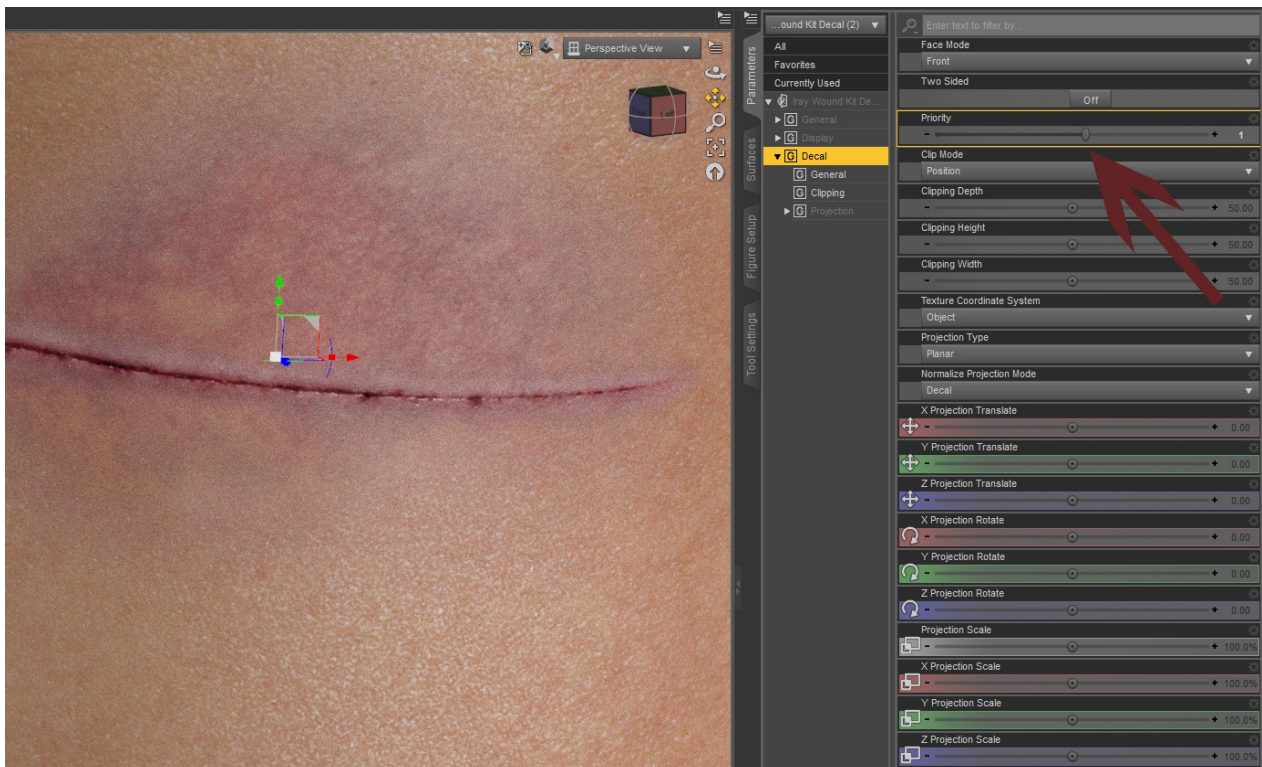 Perspective View
Left
Parameters
Surfaces
Figure Setup
Tool Settings
...ound Kit Decal (2)
All
Favorites
Currently Used
Iray Wound Kit De...
G General
G Display
G Decal
G General
G Clipping
G Projection
Enter text to filter by...
Face Mode
Front
Two Sided
Off
Priority
- + 1
Clip Mode
Position
Clipping Depth
- + 50.00
Clipping Height
- + 50.00
Clipping Width
- + 50.00
Texture Coordinate System
Object
Projection Type
Planar
Normalize Projection Mode
Decal
X Projection Translate
- + 0.00
Y Projection Translate
- + 0.00
Z Projection Translate
- + 0.00
X Projection Rotate
- + 0.00
Y Projection Rotate
- + 0.00
Z Projection Rotate
- + 0.00
Projection Scale
- + 100.0%
X Projection Scale
- + 100.0%
Y Projection Scale
- + 100.0%
Z Projection Scale
- + 100.0%